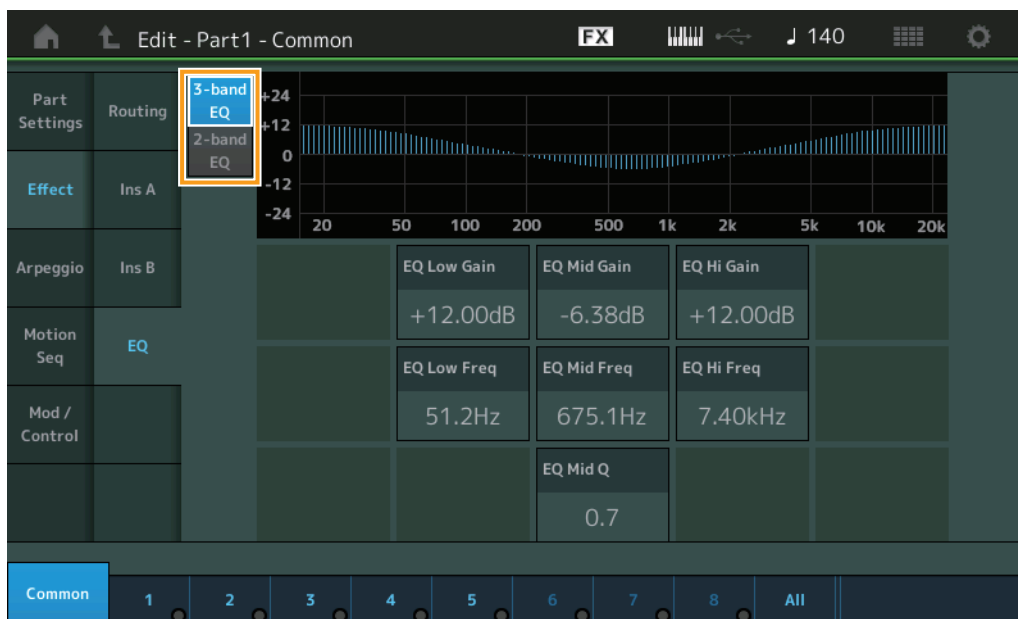 Edit - Part1 - Common
FX
♩ 140
Part
Settings
Effect
Arpeggio
Motion
Seq
Mod /
Control
Routing
Ins A
Ins B
EQ
3-band
EQ
2-band
EQ
+24
+12
0
-12
-24
20 50 100 200 500 1k 2k 5k 10k 20k
EQ Low Gain EQ Mid Gain EQ Hi Gain
+12.00dB -6.38dB +12.00dB
EQ Low Freq EQ Mid Freq EQ Hi Freq
51.2Hz 675.1Hz 7.40kHz
EQ Mid Q
0.7
Common 1 2 3 4 5 6 7 8 All